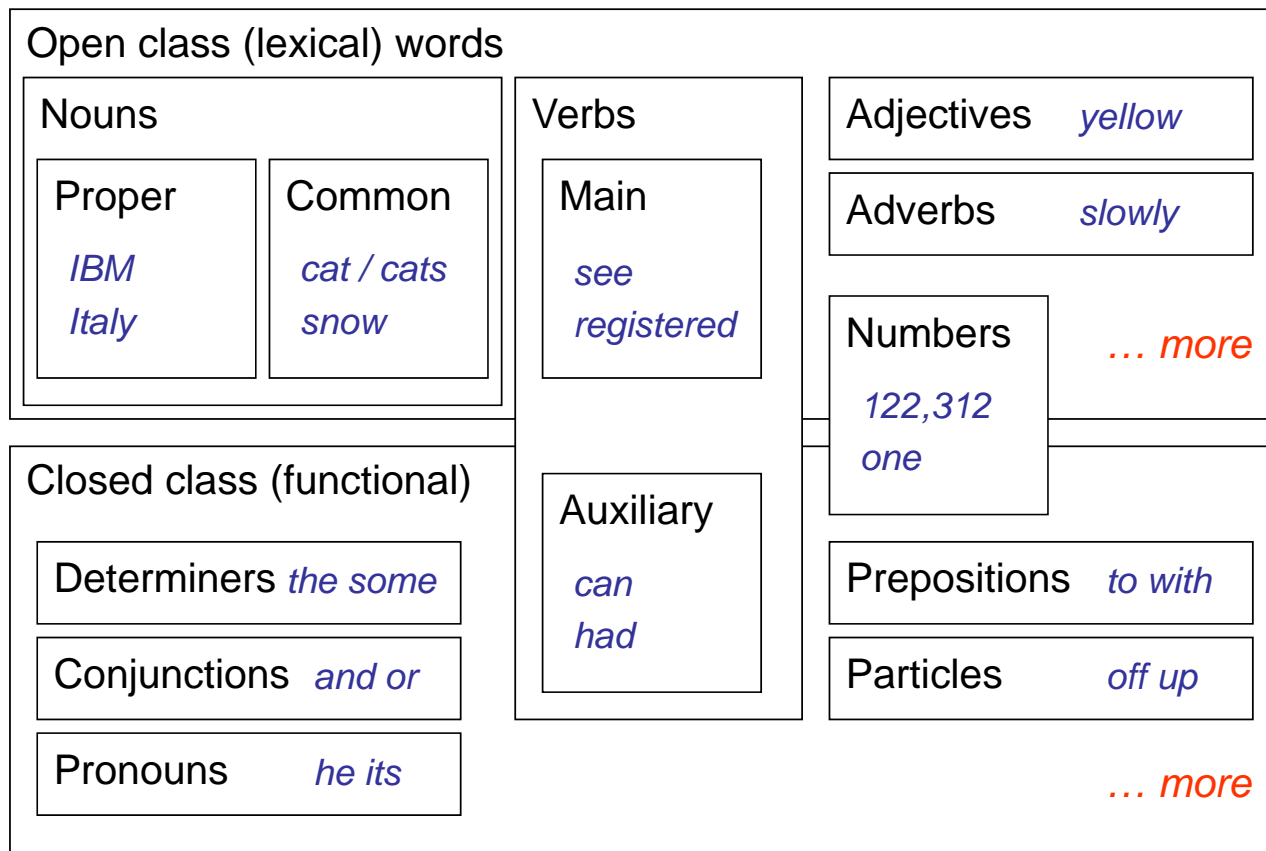 Open class (lexical) words
Nouns
Proper
IBM
Italy
Common
cat / cats
snow
Verbs
Main
see
registered
Adjectives yellow
Adverbs slowly
Numbers
122,312
one
… more
Closed class (functional)
Determiners the some
Conjunctions and or
Pronouns he its
Auxiliary
can
had
Prepositions to with
Particles off up
… more